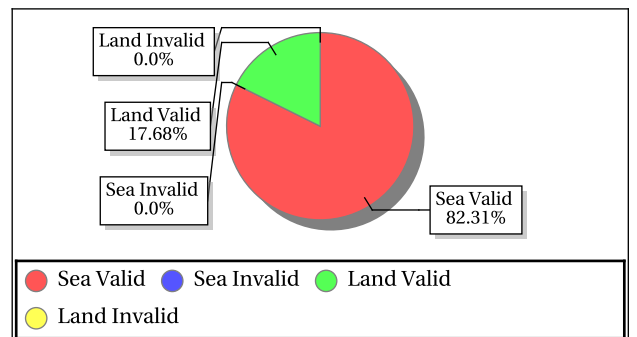 Land Invalid
0.0%
Land Valid
17.68%
Sea Invalid
0.0%
Sea Valid
82.31%
Sea Valid
Sea Invalid
Land Valid
Land Invalid